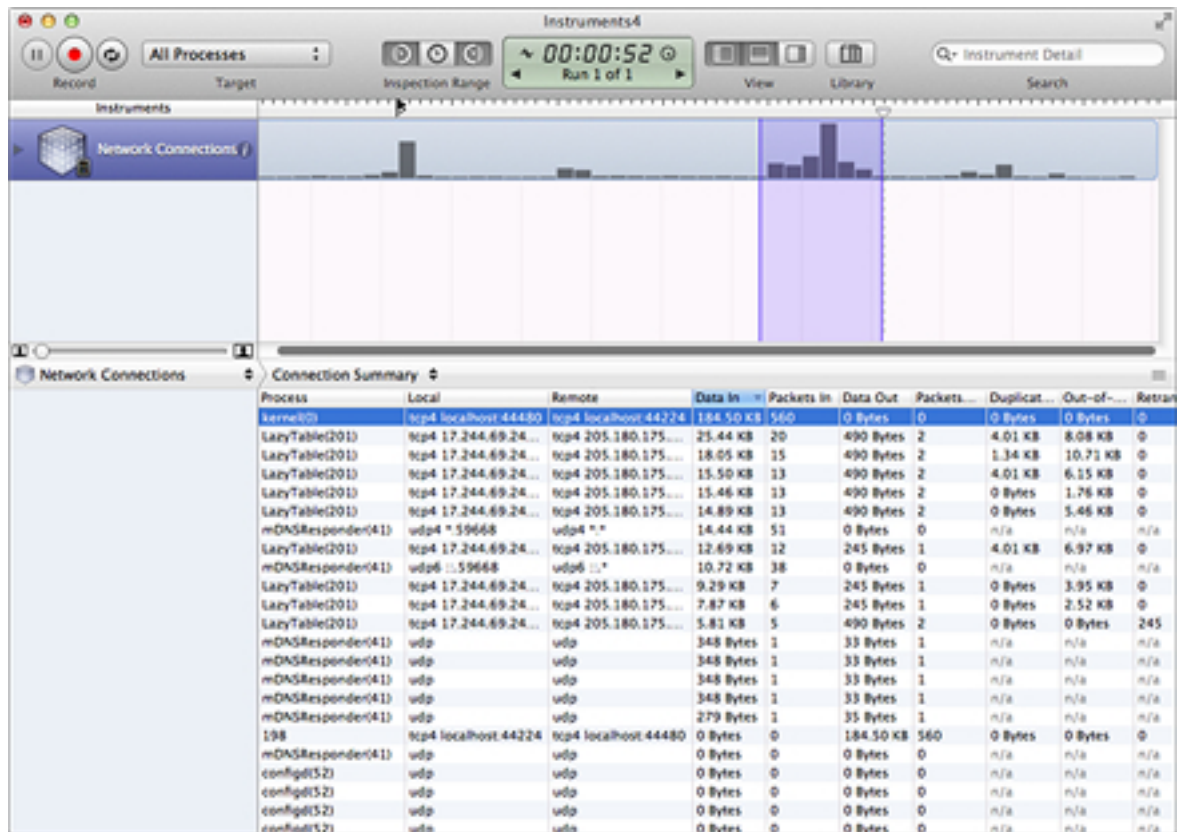 Instruments4
All Processes
00:00:52
Run 1 of 1
Instrument Detail
Record Target Inspection Range View Library Search
Instruments
Network Connections
Network Connections Connection Summary
Process Local Remote Data In Packets In Data Out Packets... Duplicat... Out-of-... Retran
kernel(0) tcp4 localhost:44480 tcp4 localhost:44224 184.50 KB 560 0 Bytes 0 0 Bytes 0 Bytes 0
LazyTable(201) tcp4 17.244.69.24... tcp4 205.180.175.... 25.44 KB 20 490 Bytes 2 4.01 KB 8.08 KB 0
LazyTable(201) tcp4 17.244.69.24... tcp4 205.180.175.... 18.05 KB 15 490 Bytes 2 1.34 KB 10.71 KB 0
LazyTable(201) tcp4 17.244.69.24... tcp4 205.180.175.... 15.50 KB 13 490 Bytes 2 4.01 KB 6.15 KB 0
LazyTable(201) tcp4 17.244.69.24... tcp4 205.180.175.... 15.46 KB 13 490 Bytes 2 0 Bytes 1.76 KB 0
LazyTable(201) tcp4 17.244.69.24... tcp4 205.180.175.... 14.89 KB 13 490 Bytes 2 0 Bytes 5.46 KB 0
mDNSResponder(41) udp4 *.59668 udp4 *.* 14.44 KB 51 0 Bytes 0 n/a n/a n/a
LazyTable(201) tcp4 17.244.69.24... tcp4 205.180.175.... 12.69 KB 12 245 Bytes 1 4.01 KB 6.97 KB 0
mDNSResponder(41) udp6 ::.59668 udp6 ::.* 10.72 KB 38 0 Bytes 0 n/a n/a n/a
LazyTable(201) tcp4 17.244.69.24... tcp4 205.180.175.... 9.29 KB 7 245 Bytes 1 0 Bytes 3.95 KB 0
LazyTable(201) tcp4 17.244.69.24... tcp4 205.180.175.... 7.87 KB 6 245 Bytes 1 0 Bytes 2.52 KB 0
LazyTable(201) tcp4 17.244.69.24... tcp4 205.180.175.... 5.81 KB 5 490 Bytes 2 0 Bytes 0 Bytes 245
mDNSResponder(41) udp udp 348 Bytes 1 33 Bytes 1 n/a n/a n/a
mDNSResponder(41) udp udp 348 Bytes 1 33 Bytes 1 n/a n/a n/a
mDNSResponder(41) udp udp 348 Bytes 1 33 Bytes 1 n/a n/a n/a
mDNSResponder(41) udp udp 348 Bytes 1 33 Bytes 1 n/a n/a n/a
mDNSResponder(41) udp udp 279 Bytes 1 35 Bytes 1 n/a n/a n/a
198 tcp4 localhost:44224 tcp4 localhost:44480 0 Bytes 0 184.50 KB 560 0 Bytes 0 Bytes 0
mDNSResponder(41) udp udp 0 Bytes 0 0 Bytes 0 n/a n/a n/a
configd(52) udp udp 0 Bytes 0 0 Bytes 0 n/a n/a n/a
configd(52) udp udp 0 Bytes 0 0 Bytes 0 n/a n/a n/a
configd(52) udp udp 0 Bytes 0 0 Bytes 0 n/a n/a n/a
configd(52) udp udp 0 Bytes 0 0 Bytes 0 n/a n/a n/a